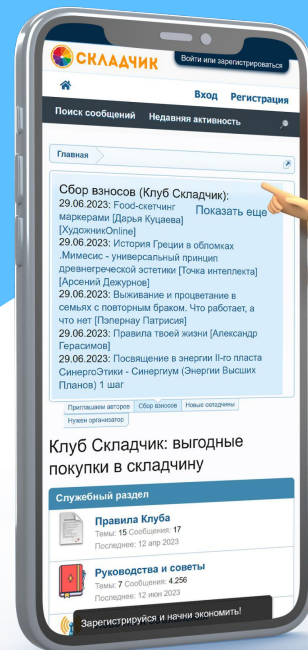 СКЛАДЧИК
Войти или зарегистрироваться
Вход Регистрация
Поиск сообщений Недавняя активность
Главная
Сбор взносов (Клуб Складчик):
29.06.2023: Food-скетчинг Показать еще
маркерами [Дарья Куцаева]
[ХудожникOnline]
29.06.2023: История Греции в обломках
.Мимесис - универсальный принцип
древнегреческой эстетики [Точка интеллекта]
[Арсений Дежурнов]
29.06.2023: Выживание и процветание в
семьях с повторным браком. Что работает, а
что нет [Пэпернау Патрисия]
29.06.2023: Правила твоей жизни [Александр
Герасимов]
29.06.2023: Посвящение в энергии II-го пласта
СинергоЭтики - Синергиум (Энергии Высших
Планов) 1 шаг
Приглашаем авторов Сбор взносов Новые складчины
Нужен организатор
Клуб Складчик: выгодные
покупки в складчину
Служебный раздел
Правила Клуба
Темы: 15 Сообщения: 17
Последнее: 12 апр 2023
Руководства и советы
Темы: 7 Сообщения: 4.256
Последнее: 12 июн 2023
Зарегистрируйся и начни экономить!